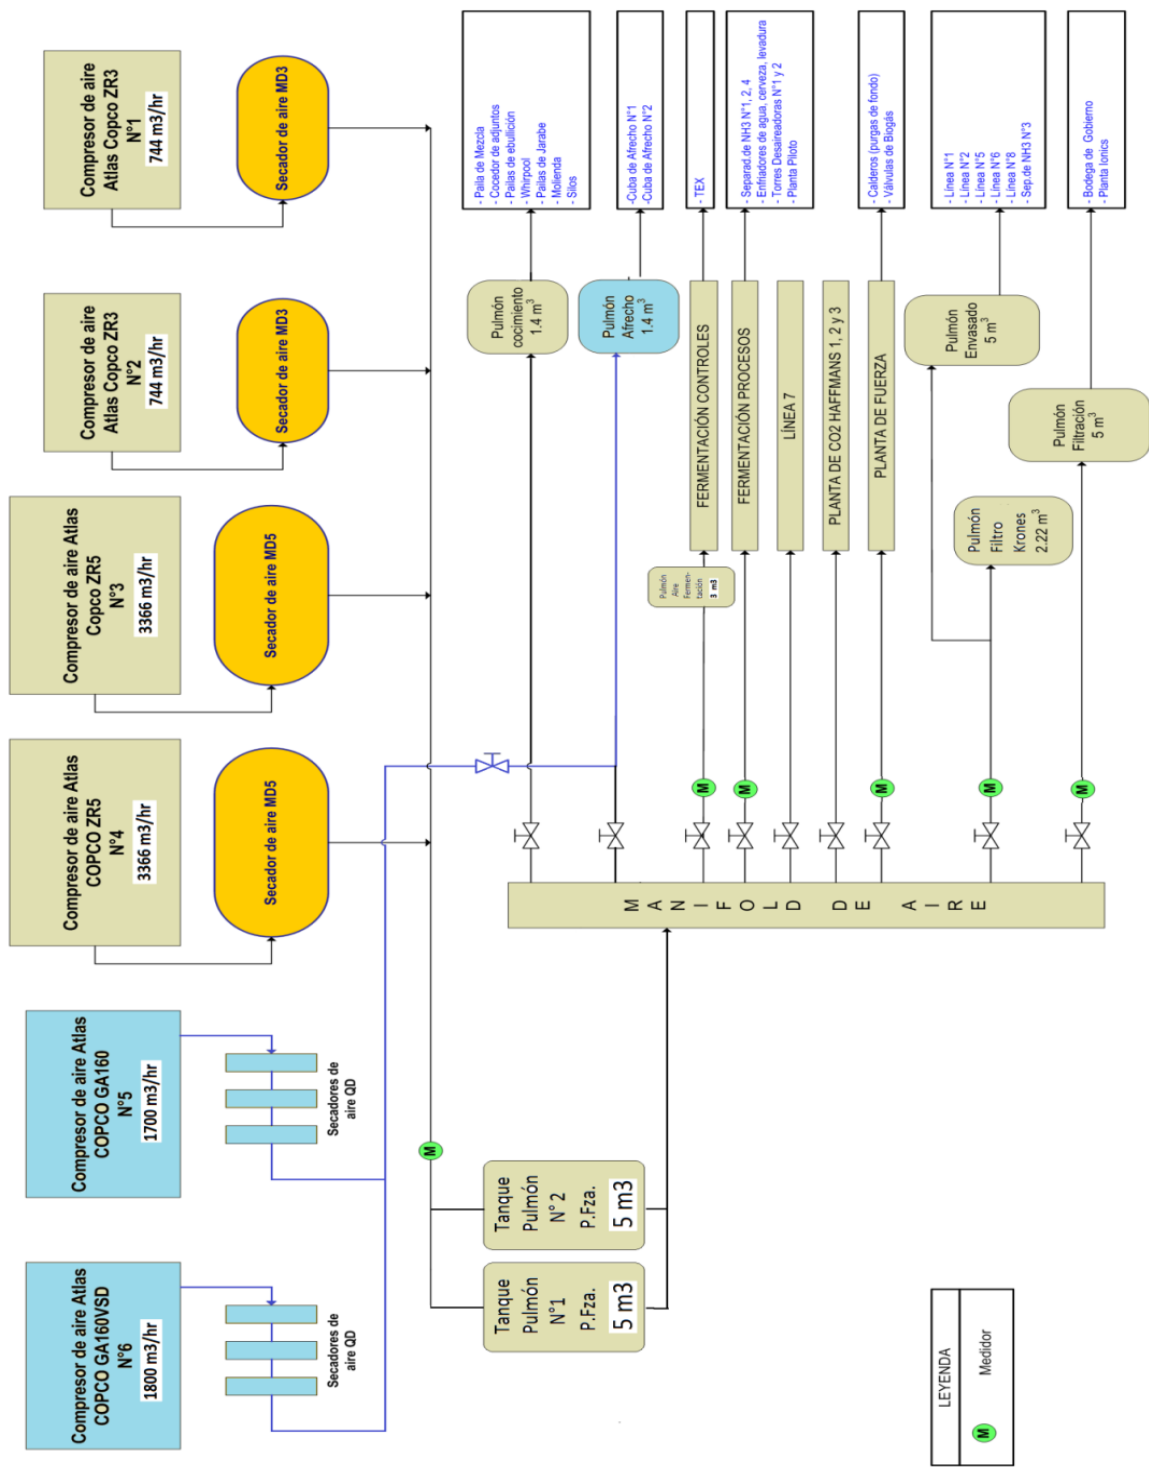 Compresor de aire Atlas
COPCO GA160VSD
N°6
1800 m3/hr
Compresor de aire Atlas
COPCO GA160
N°5
1700 m3/hr
Compresor de aire Atlas
COPCO ZR5
N°4
3366 m3/hr
Compresor de aire Atlas
Copco ZR5
N°3
3366 m3/hr
Compresor de aire
Atlas Copco ZR3
N°2
744 m3/hr
Compresor de aire
Atlas Copco ZR3
N°1
744 m3/hr
Secadores de
aire QD
Secadores de
aire QD
Secador de aire MD5
Secador de aire MD5
Secador de aire MD3
Secador de aire MD3
M
Tanque
Pulmón
N°1
P.Fza.
5 m3
Tanque
Pulmón
N°2
P.Fza.
5 m3
MANIFOLD DE AIRE
Pulmón
cocimiento
1.4 m³
- Paila de Mezcla
- Cocedor de adjuntos
- Pailas de ebullición
- Whirpool
- Pailas de Jarabe
- Molienda
- Silos
Pulmón
Afrecho
1.4 m³
-Cuba de Afrecho N°1
-Cuba de Afrecho N°2
M
Pulmón
Aire
Fermen-
tación
3 m3
FERMENTACIÓN CONTROLES
- TEX
M
FERMENTACIÓN PROCESOS
- Separad.de NH3 N°1, 2, 4
- Enfriadores de agua, cerveza, levadura
- Torres Desaireadoras N°1 y 2
- Planta Piloto
LÍNEA 7
PLANTA DE CO2 HAFFMANS 1, 2 y 3
M
PLANTA DE FUERZA
- Calderos (purgas de fondo)
- Válvulas de Biogás
M
Pulmón
Filtro
Krones
2.22 m³
Pulmón
Envasado
5 m³
- Línea N°1
- Línea N°2
- Línea N°5
- Línea N°6
- Línea N°8
- Sep.de NH3 N°3
M
Pulmón
Filtración
5 m³
- Bodega de Gobierno
- Planta Ionics
LEYENDA
M
Medidor